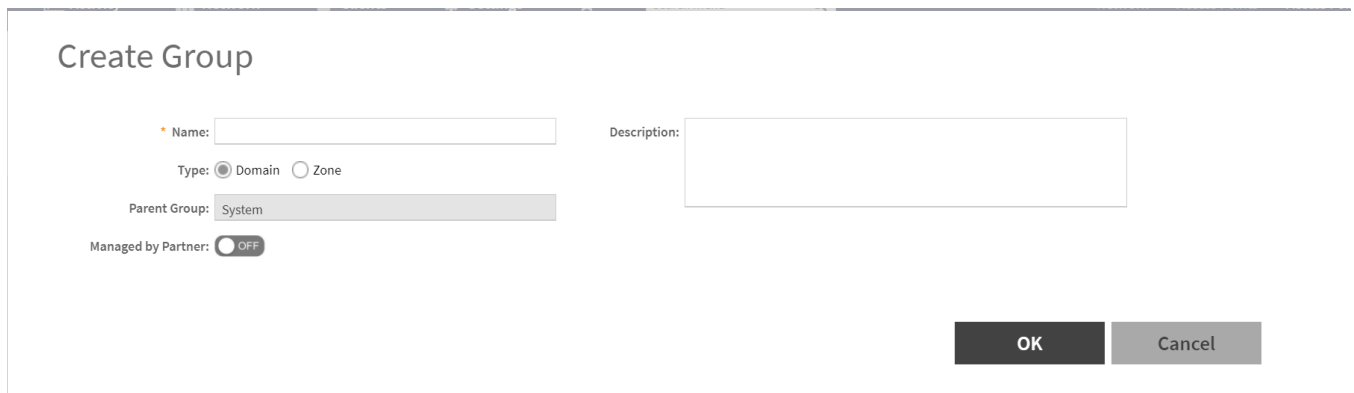 Create Group
* Name:
Description:
Type: Domain Zone
Parent Group: System
Managed by Partner: OFF
OK Cancel